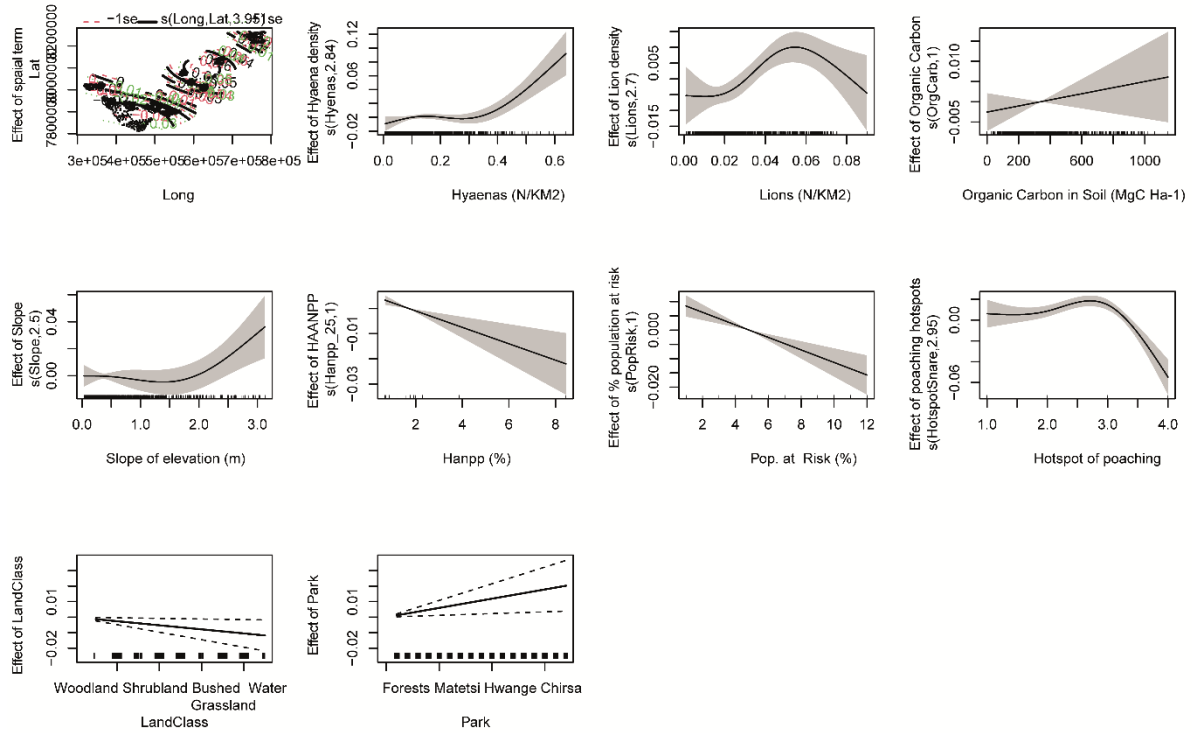 −1se s(Long,Lat,3.95) +1se
Effect of spaial term
Lat
7800000 8000000 8200000
3e+05 4e+05 5e+05 6e+05 7e+05 8e+05
Long
Effect of Hyaena density
s(Hyenas,2.84)
−0.02 0.06 0.12
0.0 0.2 0.4 0.6
Hyaenas (N/KM2)
Effect of Lion density
s(Lions,2.7)
−0.015 0.005
0.00 0.02 0.04 0.06 0.08
Lions (N/KM2)
Effect of Organic Carbon
s(OrgCarb,1)
−0.005 0.010
0 200 600 1000
Organic Carbon in Soil (MgC Ha-1)
Effect of Slope
s(Slope,2.5)
0.00 0.04
0.0 1.0 2.0 3.0
Slope of elevation (m)
Effect of HAANPP
s(Hanpp_25,1)
−0.03 −0.01
2 4 6 8
Hanpp (%)
Effect of % population at risk
s(PopRisk,1)
−0.020 0.000
2 4 6 8 10 12
Pop. at Risk (%)
Effect of poaching hotspots
s(HotspotSnare,2.95)
−0.06 0.00
1.0 2.0 3.0 4.0
Hotspot of poaching
Effect of LandClass
−0.02 0.01
Woodland Shrubland Bushed Water
Grassland
LandClass
Effect of Park
−0.02 0.01
Forests Matetsi Hwange Chirsa
Park